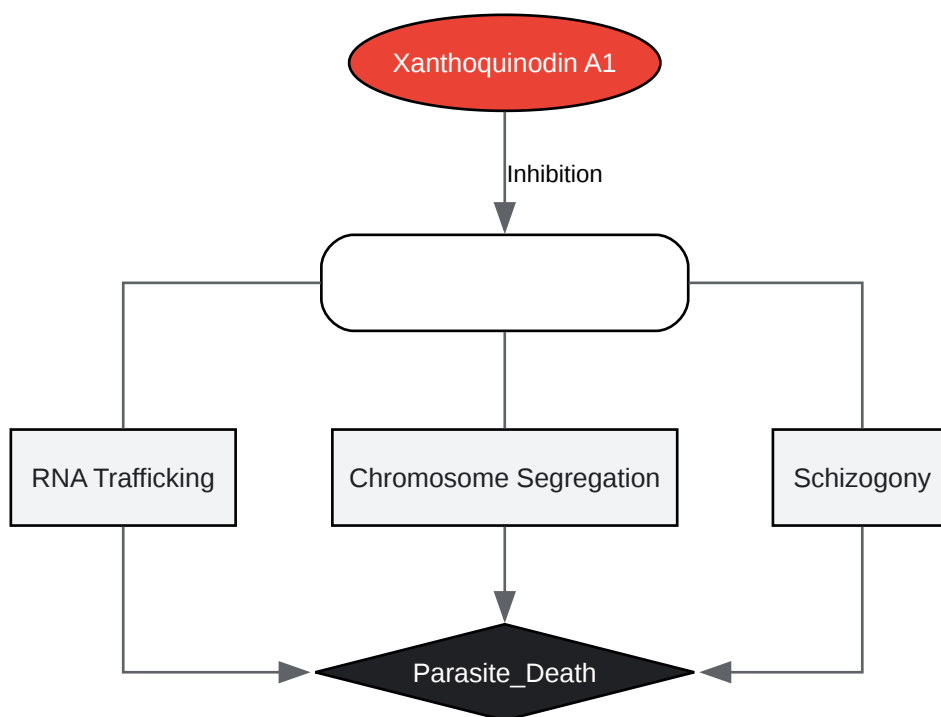 Xanthoquinodin A1
Inhibition
RNA Trafficking
Chromosome Segregation
Schizogony
Parasite_Death